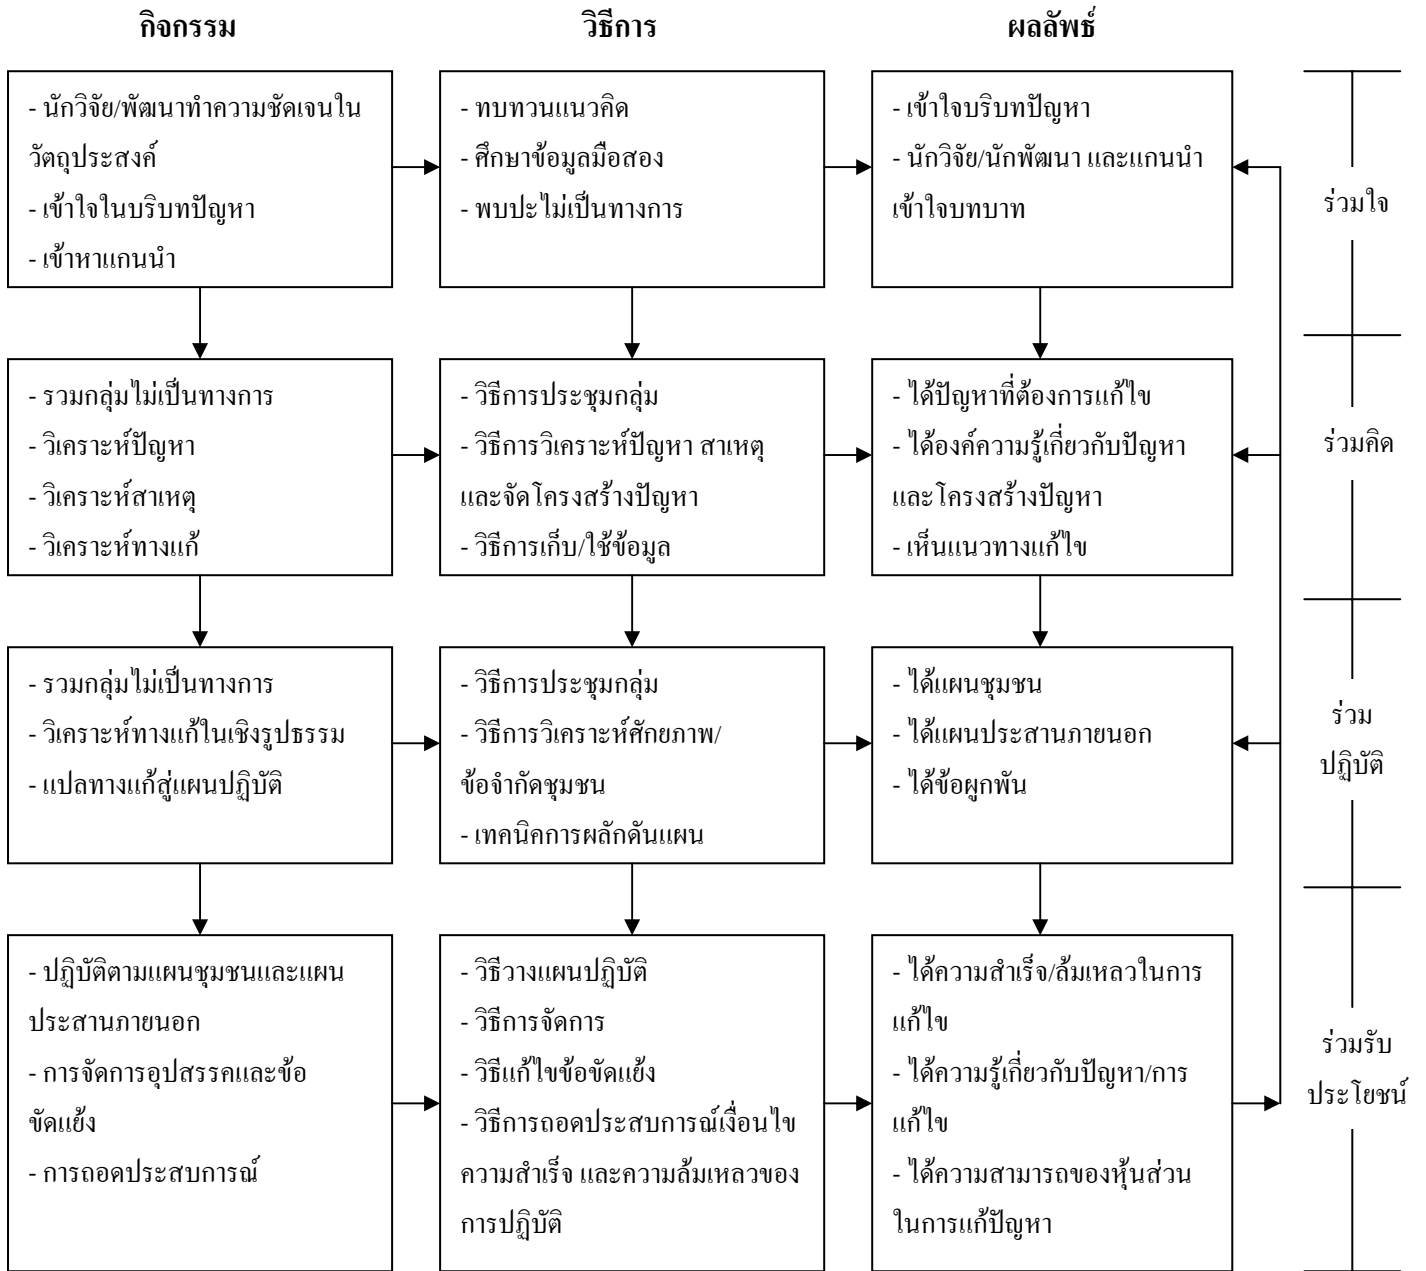 กิจกรรม
วิธีการ
ผลลัพธ์
- นักวิจัย/พัฒนาทำความชัดเจนใน
วัตถุประสงค์
- เข้าใจในบริบทปัญหา
- เข้าหาแกนนำ
- ทบทวนแนวคิด
- ศึกษาข้อมูลมือสอง
- พบปะไม่เป็นทางการ
- เข้าใจบริบทปัญหา
- นักวิจัย/นักพัฒนา และแกนนำ
เข้าใจบทบาท
ร่วมใจ
- รวมกลุ่มไม่เป็นทางการ
- วิเคราะห์ปัญหา
- วิเคราะห์สาเหตุ
- วิเคราะห์ทางแก้
- วิธีการประชุมกลุ่ม
- วิธีการวิเคราะห์ปัญหา สาเหตุ
และจัดโครงสร้างปัญหา
- วิธีการเก็บ/ใช้ข้อมูล
- ได้ปัญหาที่ต้องการแก้ไข
- ได้องค์ความรู้เกี่ยวกับปัญหา
และโครงสร้างปัญหา
- เห็นแนวทางแก้ไข
ร่วมคิด
- รวมกลุ่มไม่เป็นทางการ
- วิเคราะห์ทางแก้ในเชิงรูปธรรม
- แปลทางแก้สู่แผนปฏิบัติ
- วิธีการประชุมกลุ่ม
- วิธีการวิเคราะห์ศักยภาพ/
ข้อจำกัดชุมชน
- เทคนิคการผลักดันแผน
- ได้แผนชุมชน
- ได้แผนประสานภายนอก
- ได้ข้อผูกพัน
ร่วม
ปฏิบัติ
- ปฏิบัติตามแผนชุมชนและแผน
ประสานภายนอก
- การจัดการอุปสรรคและข้อ
ขัดแย้ง
- การถอดประสบการณ์
- วิธีวางแผนปฏิบัติ
- วิธีการจัดการ
- วิธีแก้ไขข้อขัดแย้ง
- วิธีการถอดประสบการณ์เงื่อนไข
ความสำเร็จ และความล้มเหลวของ
การปฏิบัติ
- ได้ความสำเร็จ/ล้มเหลวในการ
แก้ไข
- ได้ความรู้เกี่ยวกับปัญหา/การ
แก้ไข
- ได้ความสามารถของหุ้นส่วน
ในการแก้ปัญหา
ร่วมรับ
ประโยชน์